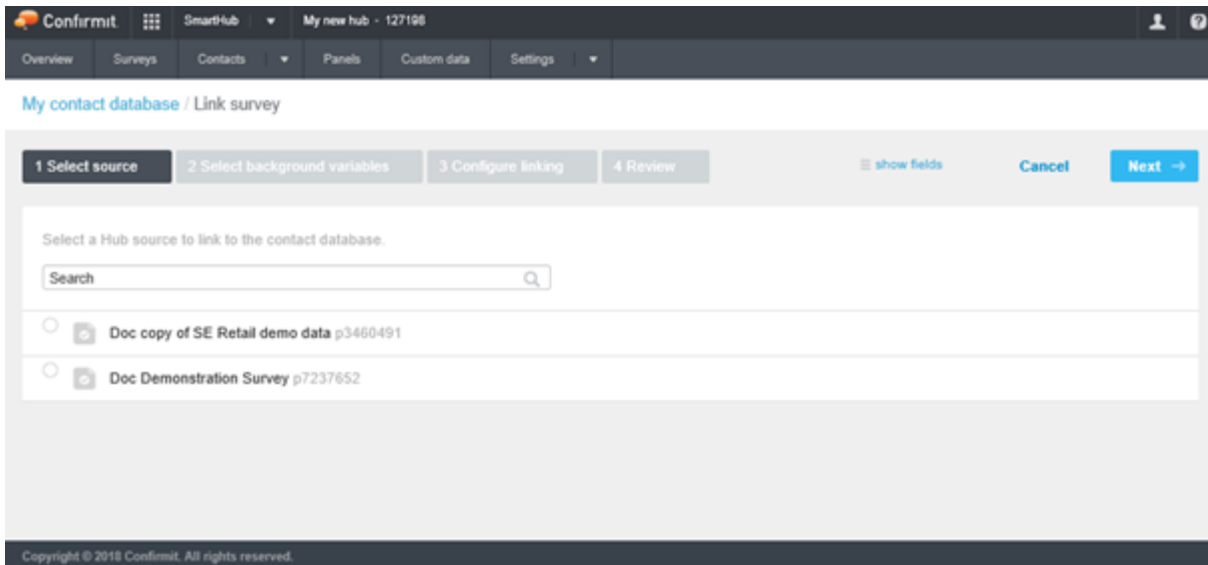 Confirmit SmartHub My new hub - 127198
Overview Surveys Contacts Panels Custom data Settings
My contact database / Link survey
1 Select source 2 Select background variables 3 Configure linking 4 Review show fields Cancel Next →
Select a Hub source to link to the contact database.
Search
Doc copy of SE Retail demo data p3460491
Doc Demonstration Survey p7237652
Copyright © 2018 Confirmit. All rights reserved.